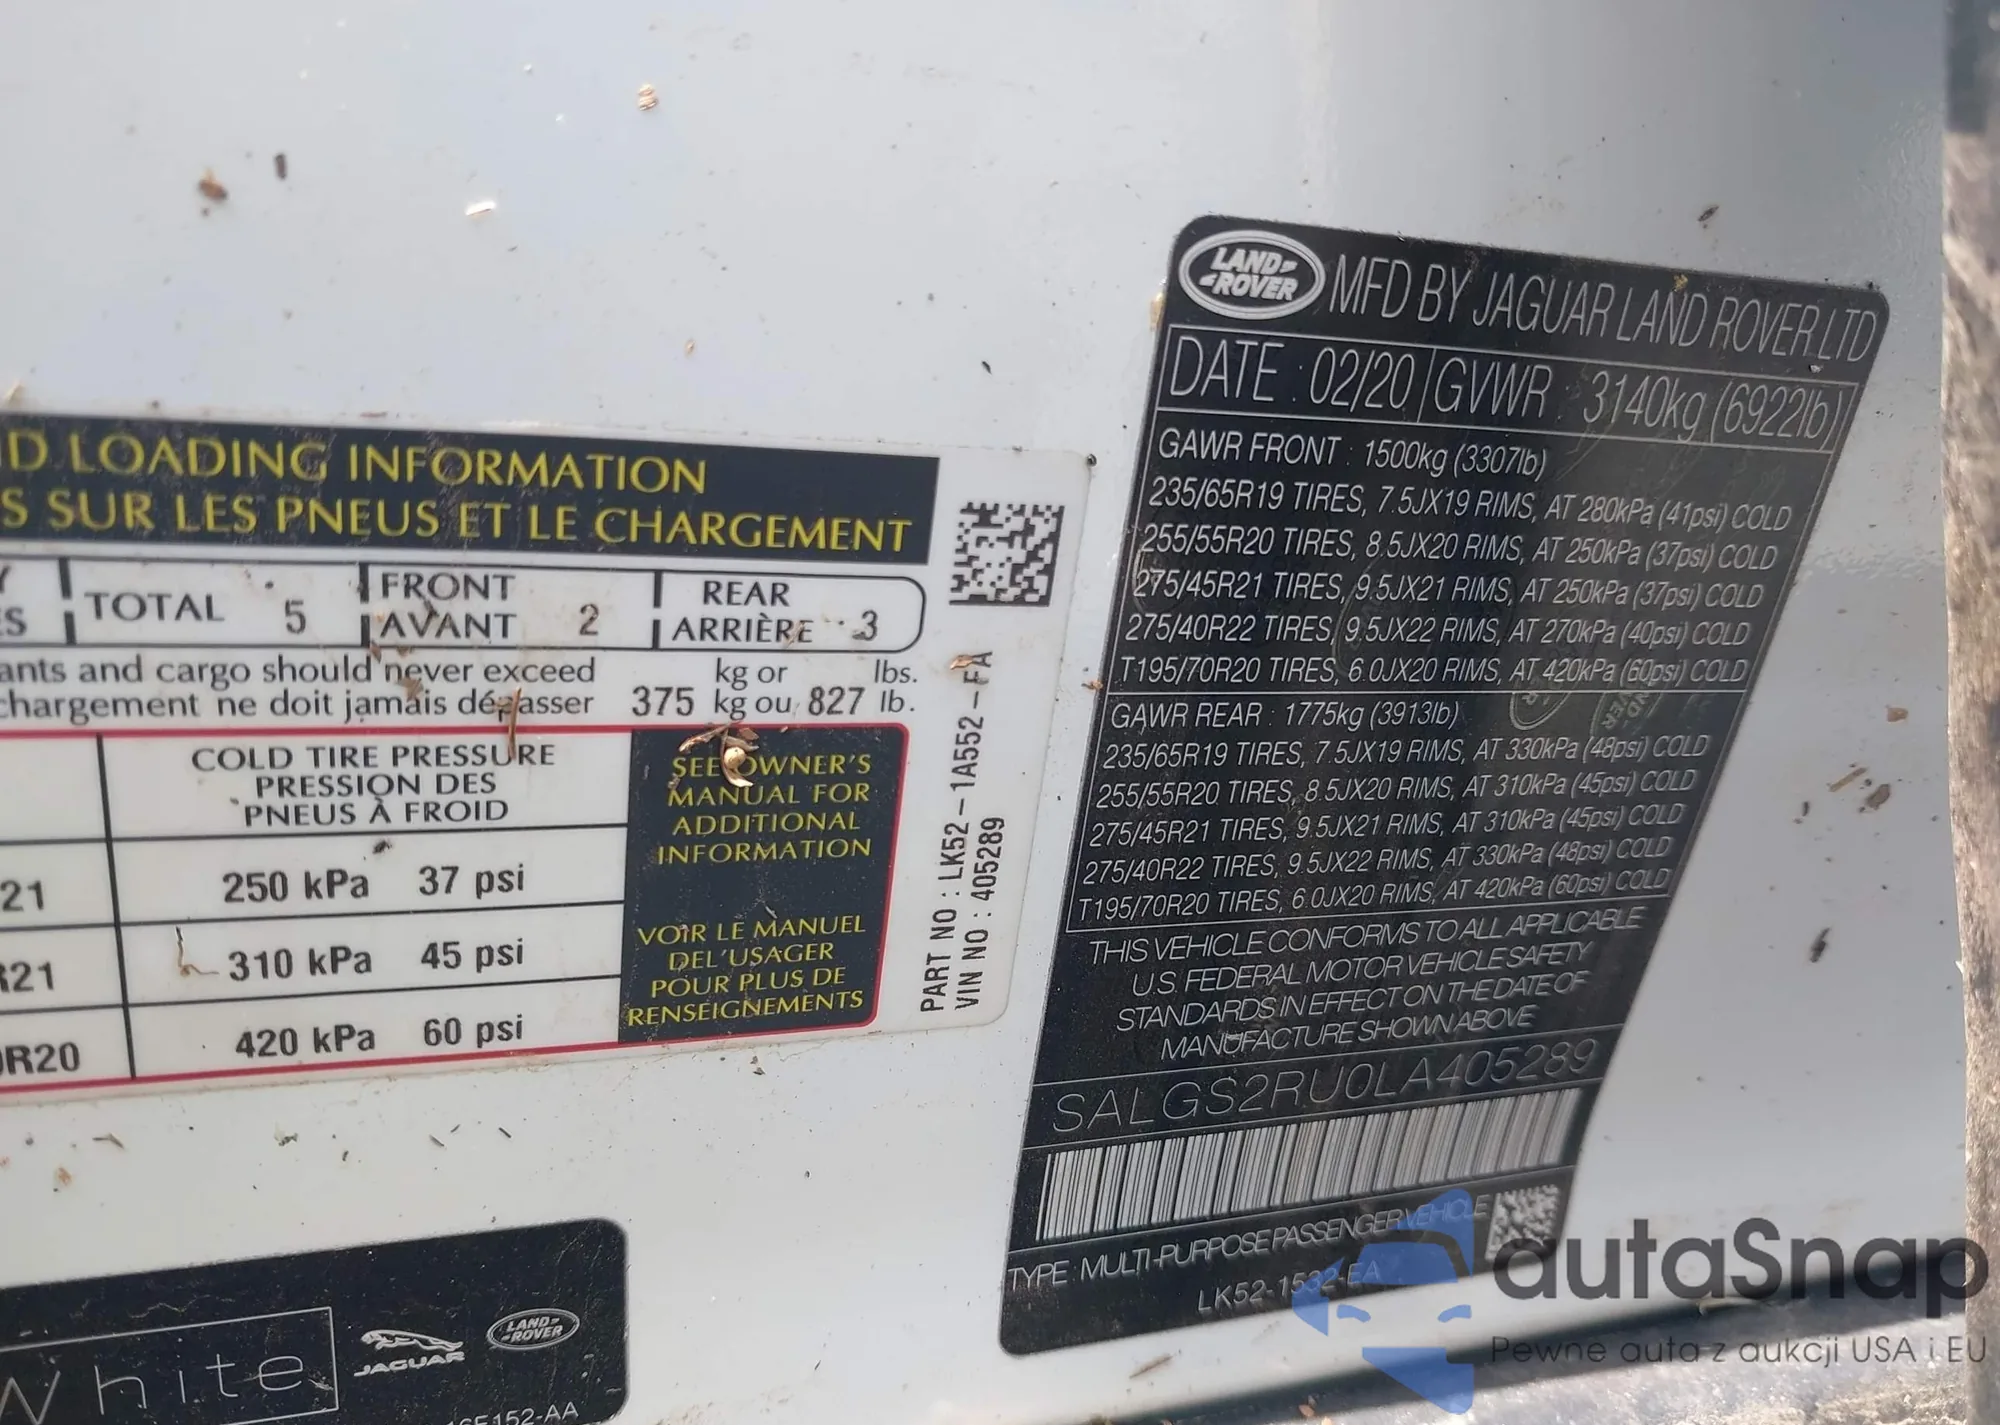 D LOADING INFORMATION
S SUR LES PNEUS ET LE CHARGEMENT
TOTAL 5 FRONT AVANT 2 REAR ARRIÈRE 3
ants and cargo should never exceed kg or lbs.
chargement ne doit jamais dépasser 375 kg ou 827 lb.
COLD TIRE PRESSURE
PRESSION DES
PNEUS À FROID
21 250 kPa 37 psi
R21 310 kPa 45 psi
0R20 420 kPa 60 psi
SEE OWNER'S
MANUAL FOR
ADDITIONAL
INFORMATION
VOIR LE MANUEL
DEL'USAGER
POUR PLUS DE
RENSEIGNEMENTS
PART NO : LK52-1A552-FA
VIN NO : 405289
White
JAGUAR
LAND-
ROVER
152-AA
LAND-
-ROVER
MFD BY JAGUAR LAND ROVER LTD
DATE : 02/20 GVWR : 3140kg (6922lb)
GAWR FRONT : 1500kg (3307lb)
235/65R19 TIRES, 7.5JX19 RIMS, AT 280kPa (41psi) COLD
255/55R20 TIRES, 8.5JX20 RIMS, AT 250kPa (37psi) COLD
275/45R21 TIRES, 9.5JX21 RIMS, AT 250kPa (37psi) COLD
275/40R22 TIRES, 9.5JX22 RIMS, AT 270kPa (40psi) COLD
T195/70R20 TIRES, 6.0JX20 RIMS, AT 420kPa (60psi) COLD
GAWR REAR : 1775kg (3913lb)
235/65R19 TIRES, 7.5JX19 RIMS, AT 330kPa (48psi) COLD
255/55R20 TIRES, 8.5JX20 RIMS, AT 310kPa (45psi) COLD
275/45R21 TIRES, 9.5JX21 RIMS, AT 310kPa (45psi) COLD
275/40R22 TIRES, 9.5JX22 RIMS, AT 330kPa (48psi) COLD
T195/70R20 TIRES, 6.0JX20 RIMS, AT 420kPa (60psi) COLD
THIS VEHICLE CONFORMS TO ALL APPLICABLE
U.S. FEDERAL MOTOR VEHICLE SAFETY
STANDARDS IN EFFECT ON THE DATE OF
MANUFACTURE SHOWN ABOVE
SALGS2RU0LA405289
TYPE : MULTI-PURPOSE PASSENGER VEHICLE
LK52-1532-EA
autaSnap
Pewne auta z aukcji USA i EU